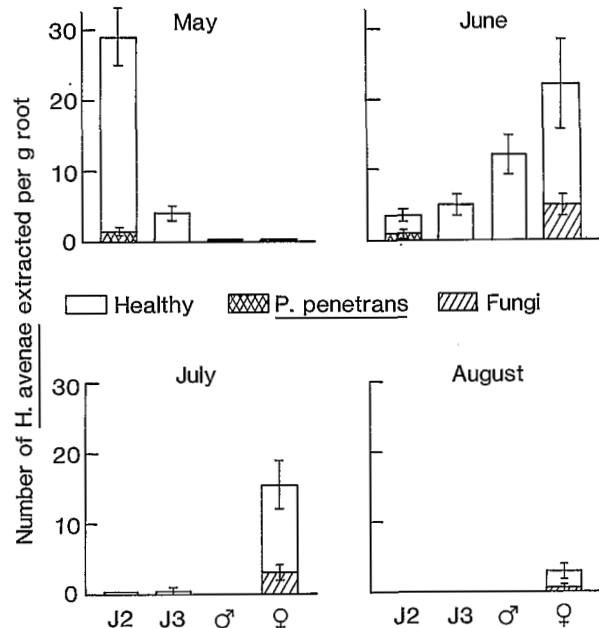 Number of H. avenae extracted per g root
May
30
20
10
0
June
Healthy P. penetrans Fungi
July
30
20
10
0
J2 J3 ♂ ♀
August
J2 J3 ♂ ♀